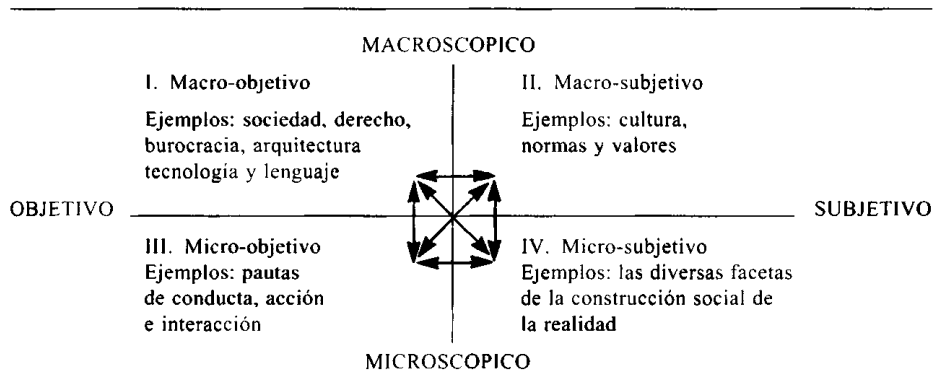 MACROSCOPICO
I. Macro-objetivo
Ejemplos: sociedad, derecho,
burocracia, arquitectura
tecnología y lenguaje
II. Macro-subjetivo
Ejemplos: cultura,
normas y valores
OBJETIVO
SUBJETIVO
III. Micro-objetivo
Ejemplos: pautas
de conducta, acción
e interacción
IV. Micro-subjetivo
Ejemplos: las diversas facetas
de la construcción social de
la realidad
MICROSCOPICO